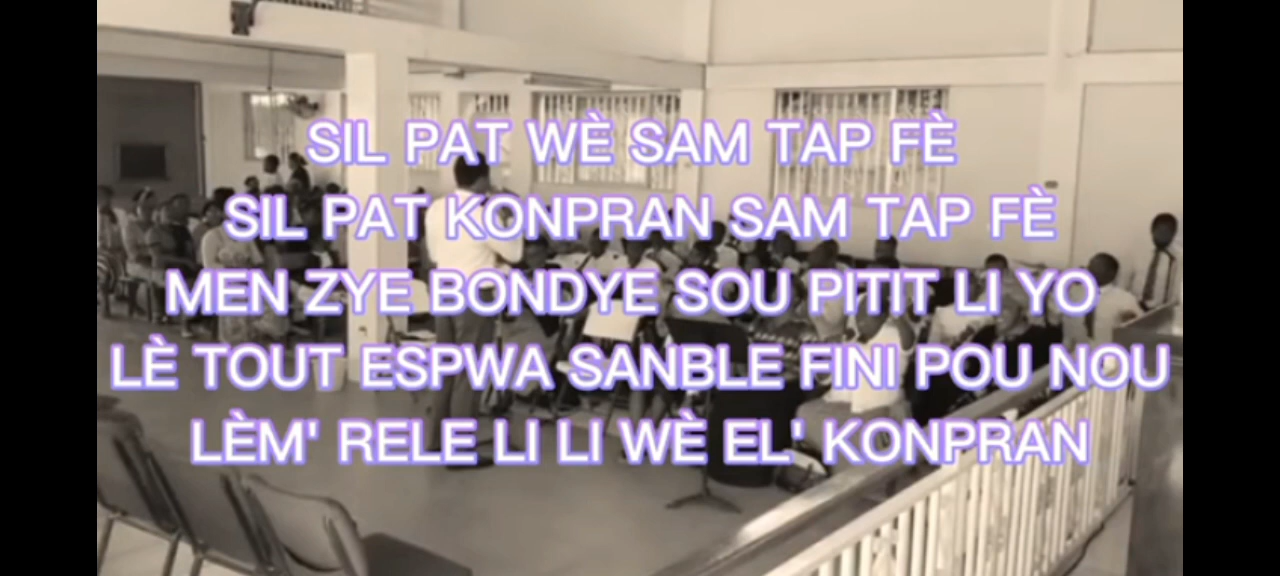 SIL PAT WÈ SAM TAP FÈ
SIL PAT KONPRAN SAM TAP FÈ
MEN ZYE BONDYE SOU PITIT LI YO
LÈ TOUT ESPWA SANBLE FINI POU NOU
LÈM' RELE LI LI WÈ EL' KONPRAN